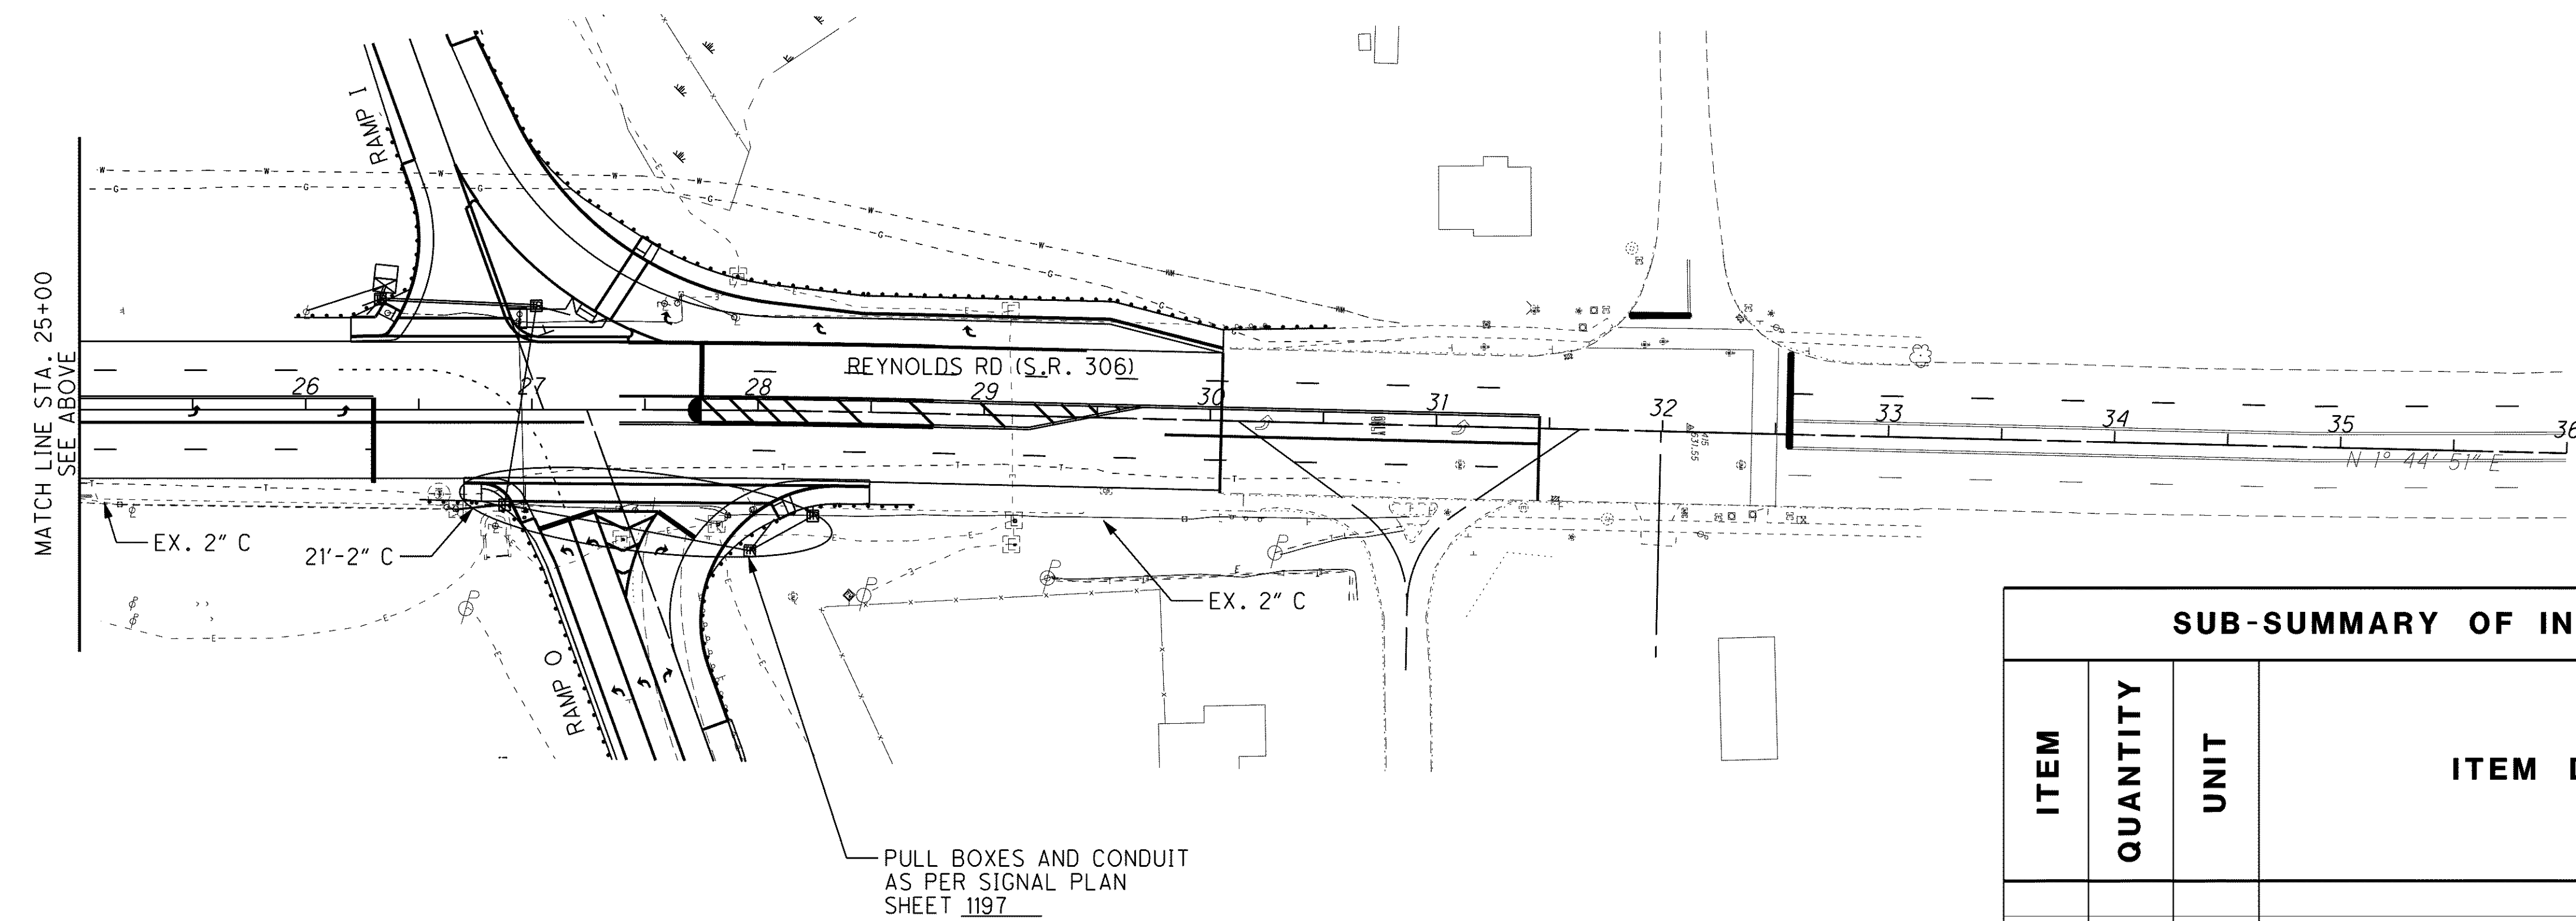 MATCH LINE STA. 25+00
SEE ABOVE
RAMP I
REYNOLDS RD (S.R. 306)
26
27
28
29
30
31
32
33
34
35
36
ONLY
N 1° 44' 51" E
EX. 2" C
21'-2" C
EX. 2" C
RAMP O
PULL BOXES AND CONDUIT
AS PER SIGNAL PLAN
SHEET 1197
SUB-SUMMARY OF IN
ITEM
QUANTITY
UNIT
ITEM D